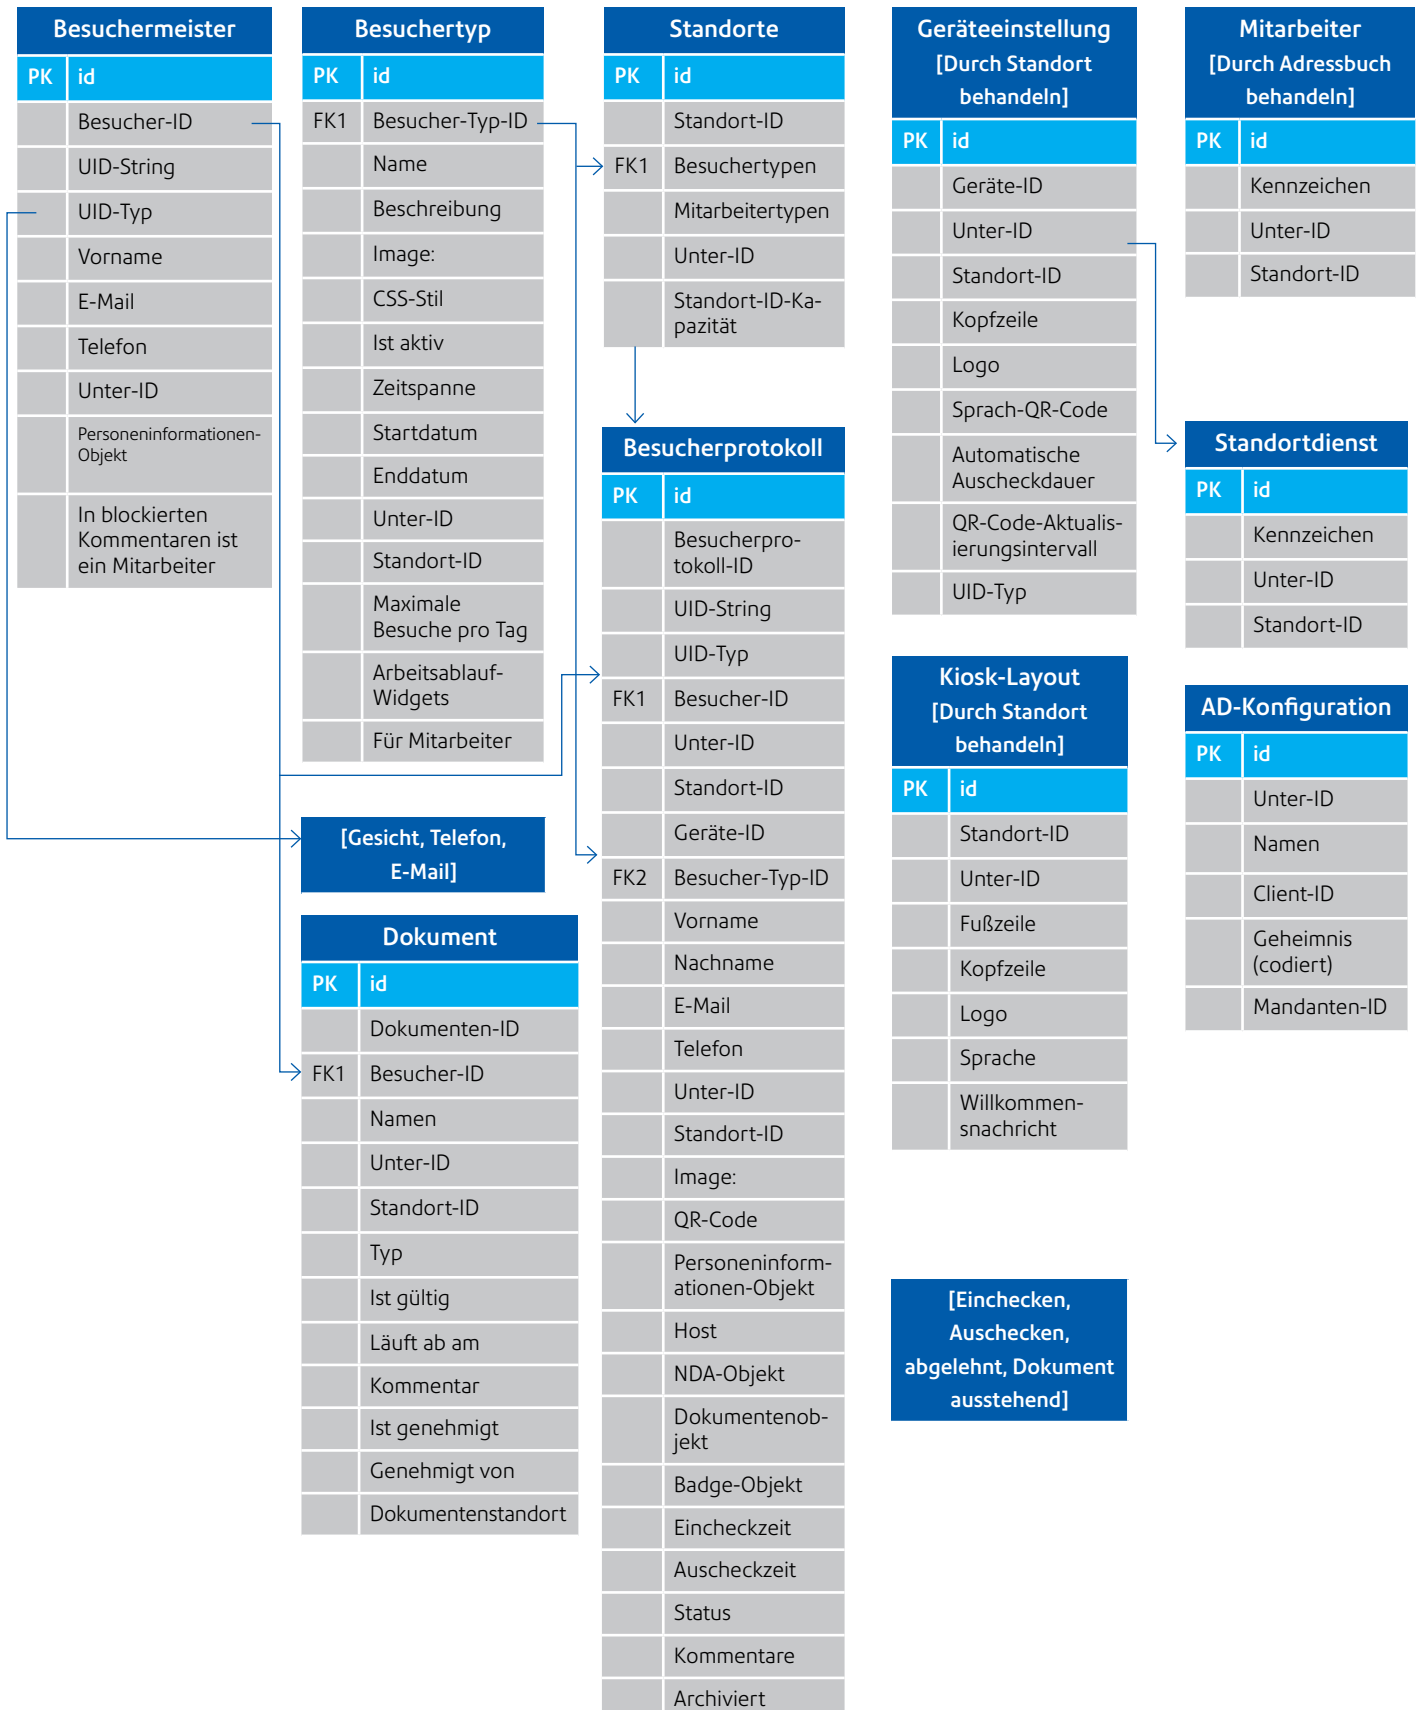 Besuchermeister
PK id
Besucher-ID
UID-String
UID-Typ
Vorname
E-Mail
Telefon
Unter-ID
Personeninformationen-
Objekt
In blockierten
Kommentaren ist
ein Mitarbeiter
Besuchertyp
PK id
FK1 Besucher-Typ-ID
Name
Beschreibung
Image:
CSS-Stil
Ist aktiv
Zeitspanne
Startdatum
Enddatum
Unter-ID
Standort-ID
Maximale
Besuche pro Tag
Arbeitsablauf-
Widgets
Für Mitarbeiter
[Gesicht, Telefon,
E-Mail]
Dokument
PK id
Dokumenten-ID
FK1 Besucher-ID
Namen
Unter-ID
Standort-ID
Typ
Ist gültig
Läuft ab am
Kommentar
Ist genehmigt
Genehmigt von
Dokumentenstandort
Standorte
PK id
Standort-ID
FK1 Besuchertypen
Mitarbeitertypen
Unter-ID
Standort-ID-Ka-
pazität
Besucherprotokoll
PK id
Besucherpro-
tokoll-ID
UID-String
UID-Typ
FK1 Besucher-ID
Unter-ID
Standort-ID
Geräte-ID
FK2 Besucher-Typ-ID
Vorname
Nachname
E-Mail
Telefon
Unter-ID
Standort-ID
Image:
QR-Code
Personeninform-
ationen-Objekt
Host
NDA-Objekt
Dokumentenob-
jekt
Badge-Objekt
Eincheckzeit
Auscheckzeit
Status
Kommentare
Archiviert
Geräteeinstellung
[Durch Standort
behandeln]
PK id
Geräte-ID
Unter-ID
Standort-ID
Kopfzeile
Logo
Sprach-QR-Code
Automatische
Auscheckdauer
QR-Code-Aktualis-
ierungsintervall
UID-Typ
Kiosk-Layout
[Durch Standort
behandeln]
PK id
Standort-ID
Unter-ID
Fußzeile
Kopfzeile
Logo
Sprache
Willkommen-
snachricht
[Einchecken,
Auschecken,
abgelehnt, Dokument
ausstehend]
Mitarbeiter
[Durch Adressbuch
behandeln]
PK id
Kennzeichen
Unter-ID
Standort-ID
Standortdienst
PK id
Kennzeichen
Unter-ID
Standort-ID
AD-Konfiguration
PK id
Unter-ID
Namen
Client-ID
Geheimnis
(codiert)
Mandanten-ID